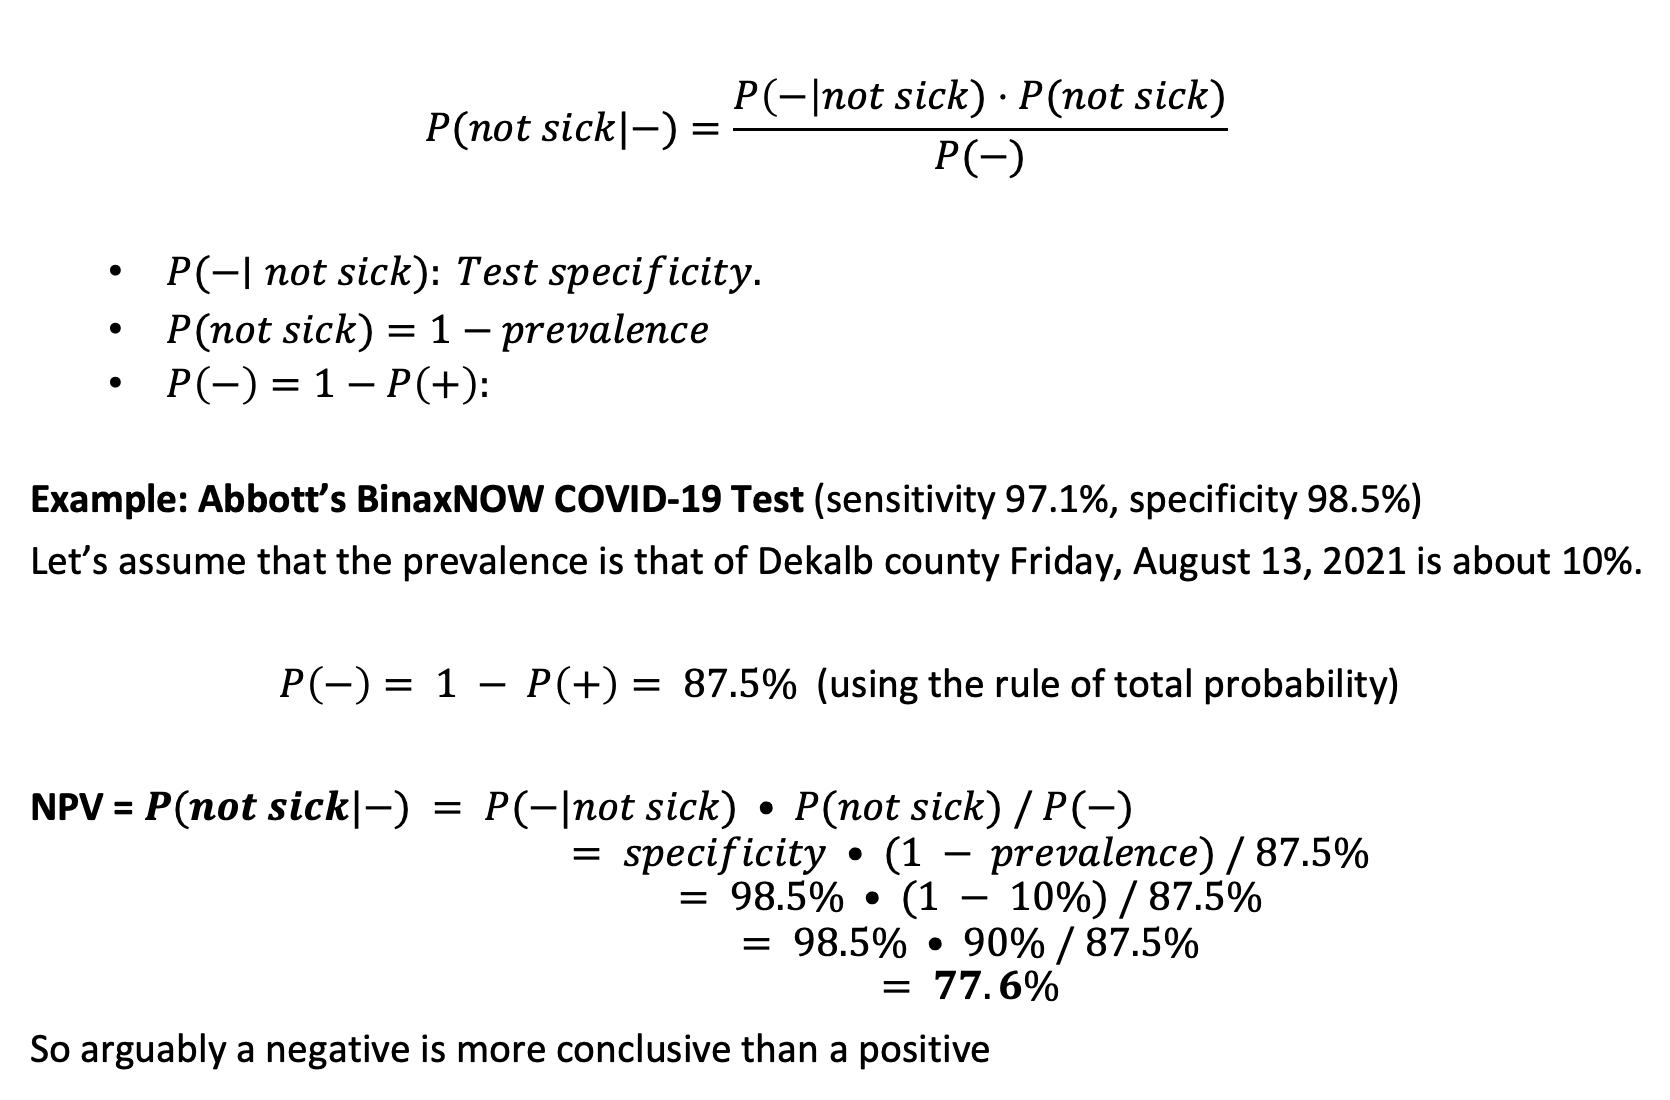 P(not sick|−) = P(−|not sick) · P(not sick) / P(−)
• P(−| not sick): Test specificity.
• P(not sick) = 1 − prevalence
• P(−) = 1 − P(+):
Example: Abbott’s BinaxNOW COVID-19 Test (sensitivity 97.1%, specificity 98.5%)
Let’s assume that the prevalence is that of Dekalb county Friday, August 13, 2021 is about 10%.
P(−) = 1 − P(+) = 87.5% (using the rule of total probability)
NPV = P(not sick|−) = P(−|not sick) • P(not sick) / P(−)
= specificity • (1 − prevalence) / 87.5%
= 98.5% • (1 − 10%) / 87.5%
= 98.5% • 90% / 87.5%
= 77.6%
So arguably a negative is more conclusive than a positive